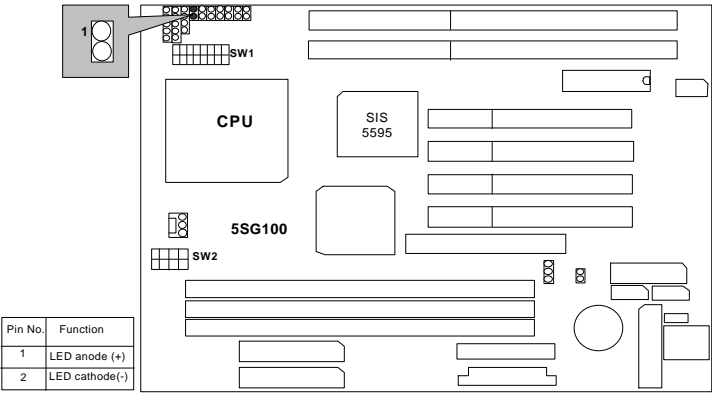 1
SW1
CPU
SIS
5595
5SG100
SW2
Pin No. Function
1 LED anode (+)
2 LED cathode(-)